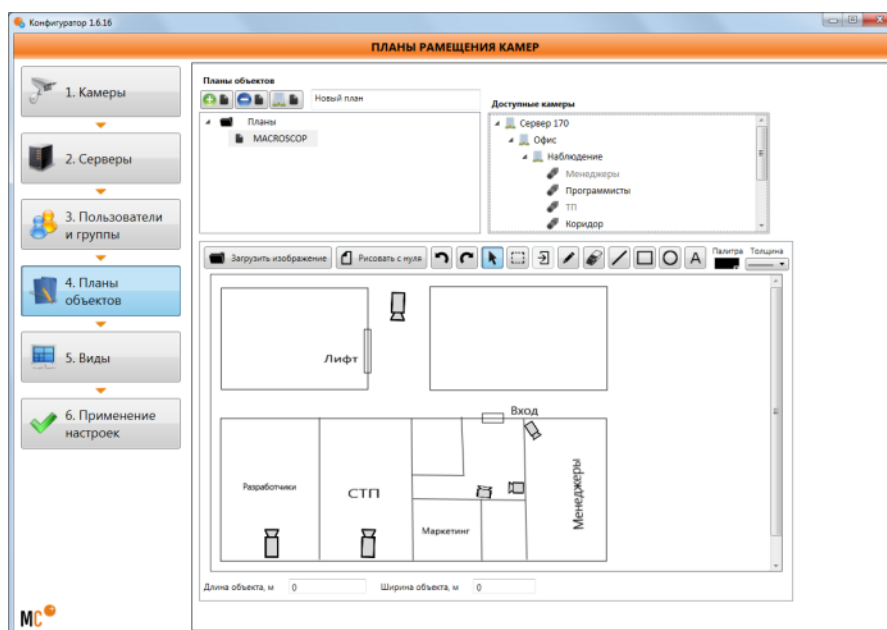 Конфигуратор 1.6.16
ПЛАНЫ РАМЕЩЕНИЯ КАМЕР
1. Камеры
2. Серверы
3. Пользователи
и группы
4. Планы
объектов
5. Виды
6. Применение
настроек
Планы объектов
Новый план
Планы
MACROSCOP
Доступные камеры
Сервер 170
Офис
Наблюдение
Менеджеры
Программисты
ТП
Коридор
Загрузить изображение
Рисовать с нуля
A
Палитра
Толщина
Лифт
Вход
Разработчики
СТП
Маркетинг
Менеджеры
Длина объекта, м 0
Ширина объекта, м 0
MC